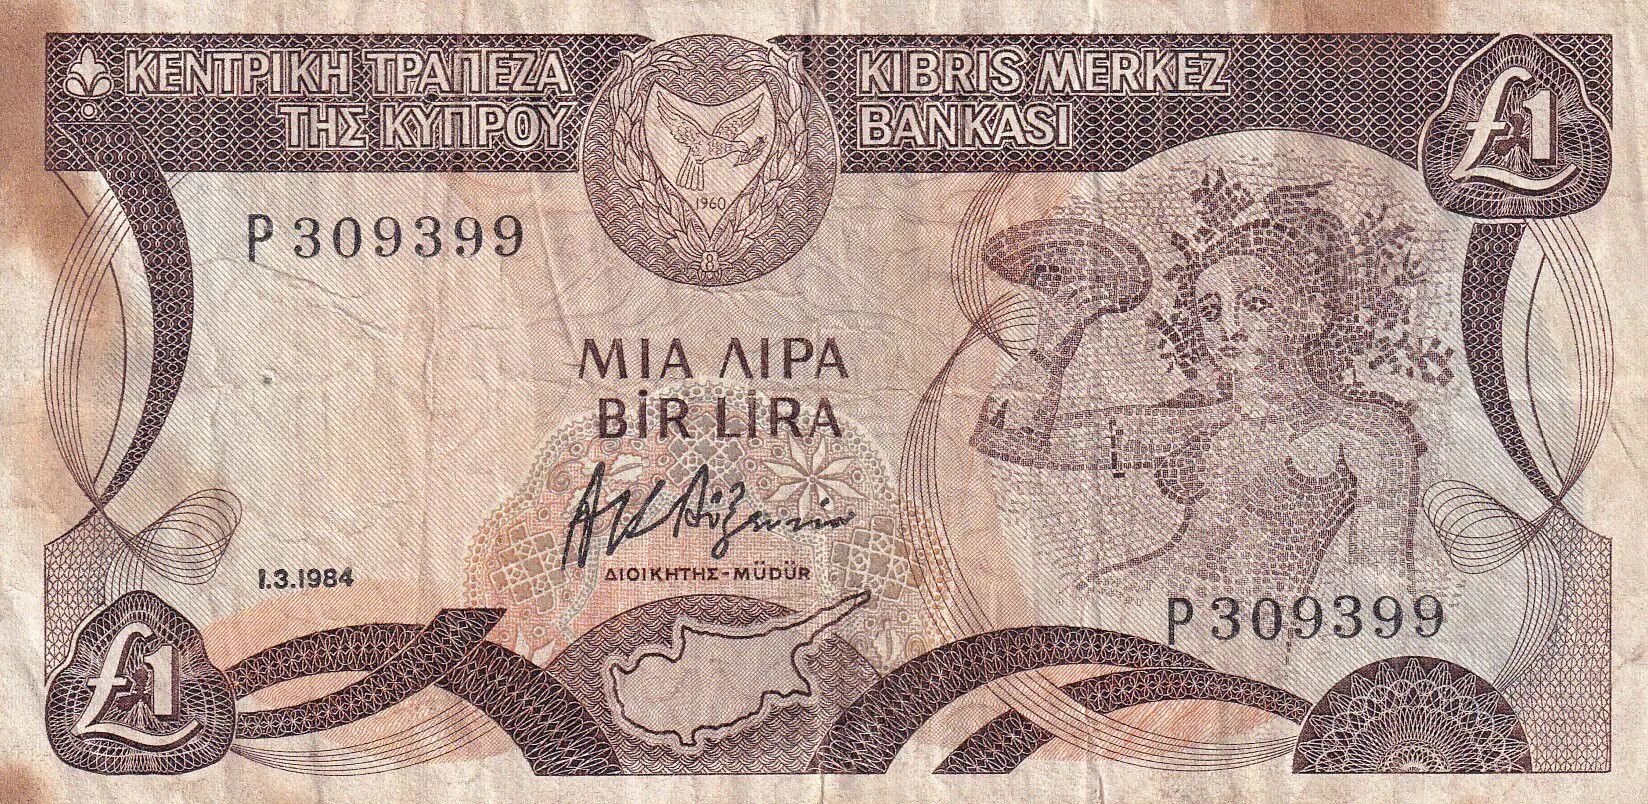 ΚΕΝΤΡΙΚΗ ΤΡΑΠΕΖΑ
ΤΗΣ ΚΥΠΡΟΥ
KIBRIS MERKEZ
BANKASI
£1
1960
P 309399
ΜΙΑ ΛΙΡΑ
BİR LİRA
ΔΙΟΙΚΗΤΗΣ - MÜDÜR
1.3.1984
P 309399
£1